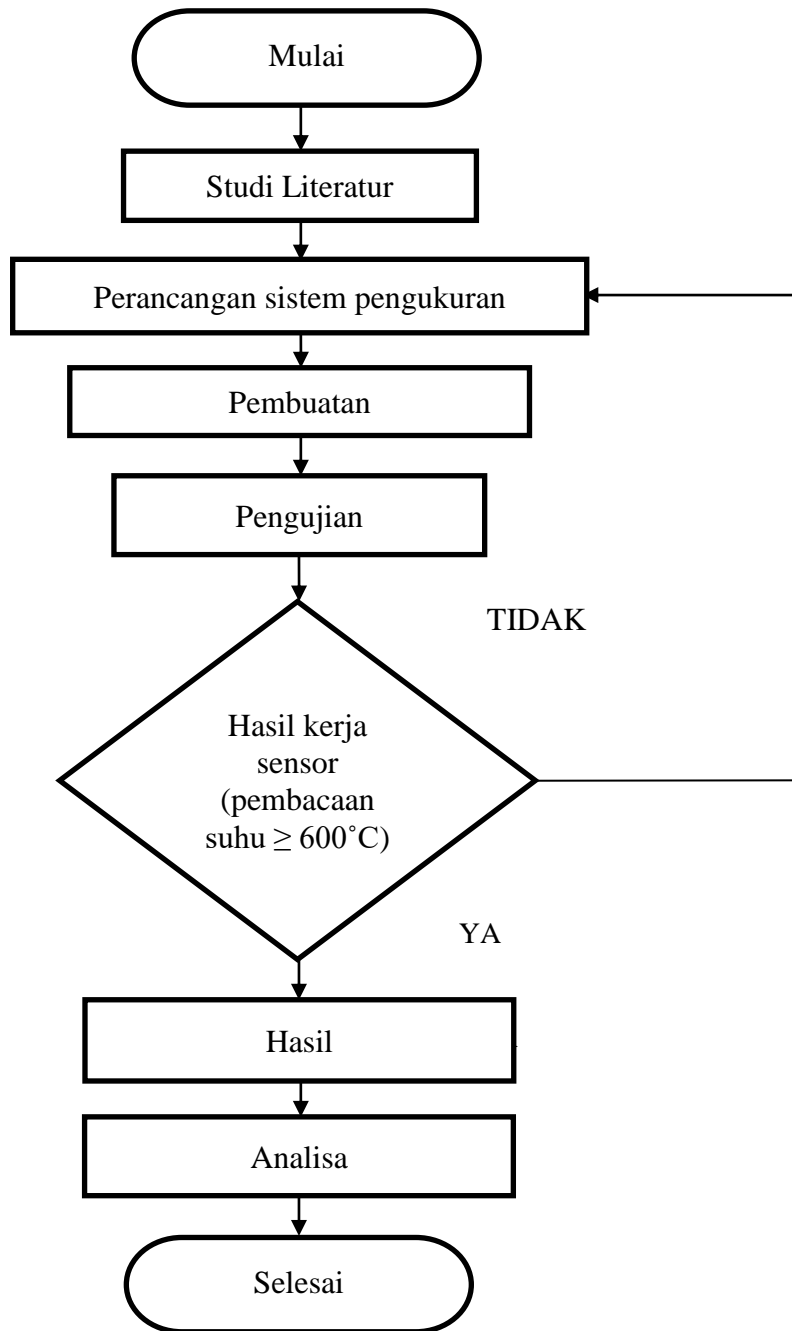 Mulai
Studi Literatur
Perancangan sistem pengukuran
Pembuatan
Pengujian
TIDAK
Hasil kerja
sensor
(pembacaan
suhu ≥ 600˚C)
YA
Hasil
Analisa
Selesai